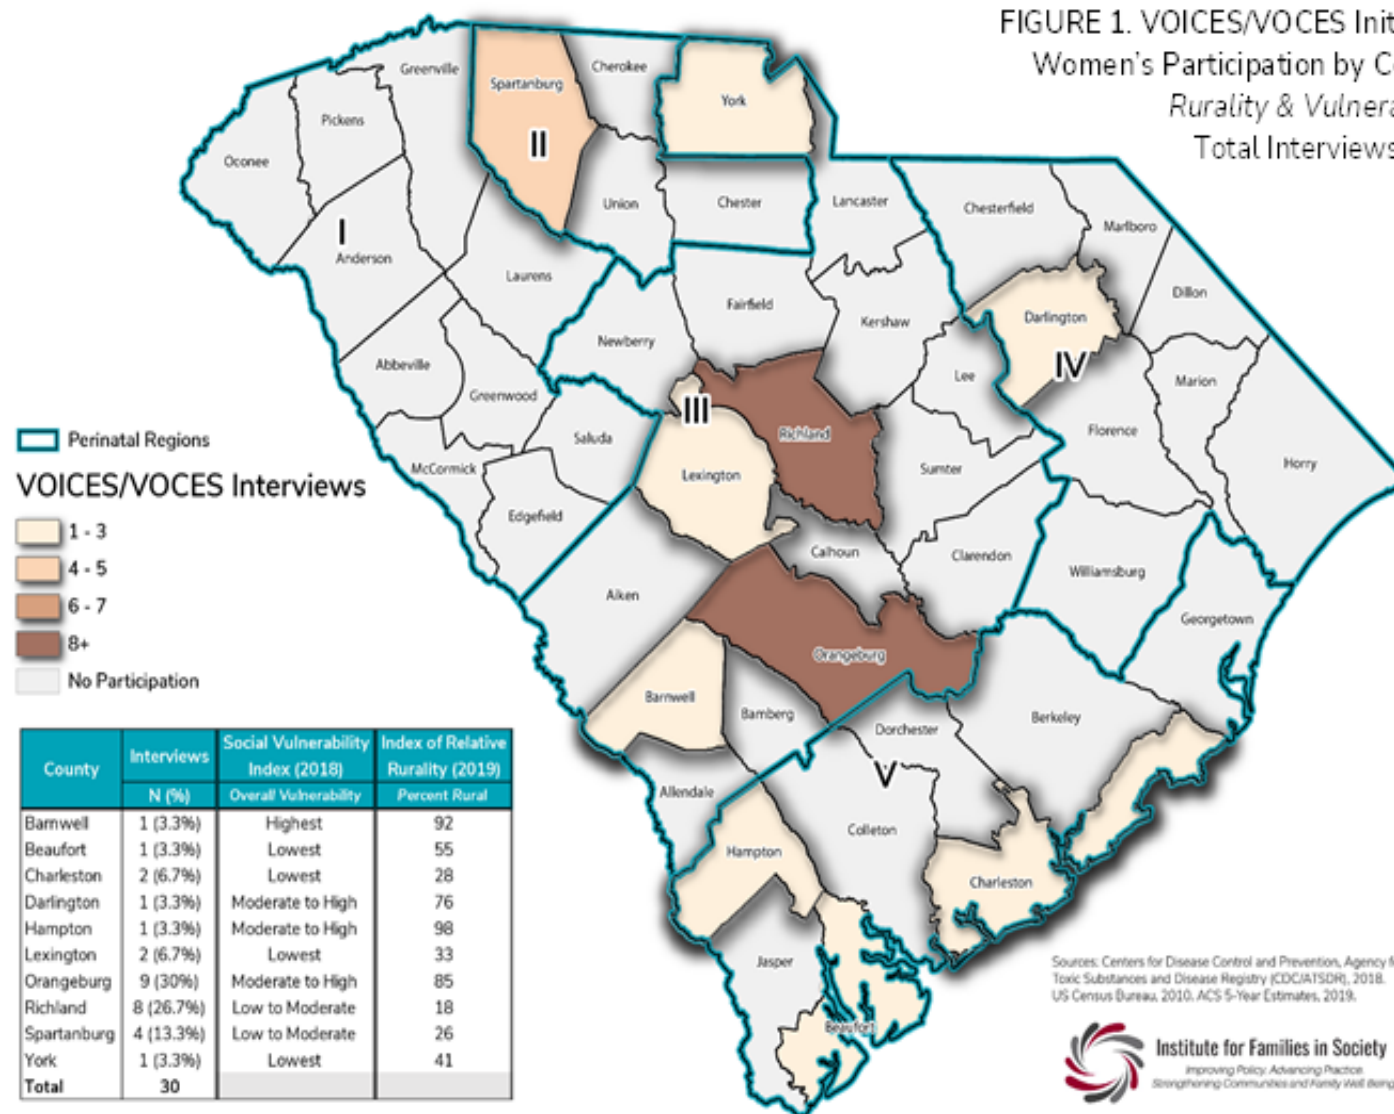 FIGURE 1. VOICES/VOCES
Women's Participation by
Rurality &
Total Interviews
Greenville
Spartanburg
Cherokee
York
Pickens
Oconee
II
Union
Chester
Lancaster
Chesterfield
Marlboro
I
Anderson
Laurens
Dillon
Fairfield
Kershaw
Darlington
Newberry
Abbeville
Greenwood
Lee
IV
Marion
III
Richland
Florence
Saluda
Horry
Perinatal Regions
McCormick
Lexington
Sumter
VOICES/VOCES Interviews
Edgefield
1 - 3
4 - 5
6 - 7
8+
No Participation
Calhoun
Clarendon
Williamsburg
Aiken
Georgetown
Orangeburg
Barnwell
Bamberg
Dorchester
Berkeley
V
Allendale
Colleton
Hampton
Charleston
Jasper
Beaufort
County Interviews Social Vulnerability Index (2018) Index of Relative Rurality (2019)
N (%) Overall Vulnerability Percent Rural
Barnwell 1 (3.3%) Highest 92
Beaufort 1 (3.3%) Lowest 55
Charleston 2 (6.7%) Lowest 28
Darlington 1 (3.3%) Moderate to High 76
Hampton 1 (3.3%) Moderate to High 98
Lexington 2 (6.7%) Lowest 33
Orangeburg 9 (30%) Moderate to High 85
Richland 8 (26.7%) Low to Moderate 18
Spartanburg 4 (13.3%) Low to Moderate 26
York 1 (3.3%) Lowest 41
Total 30
Sources: Centers for Disease Control and Prevention, Agency
Toxic Substances and Disease Registry (CDC/ATSDR), 2018.
US Census Bureau, 2010. ACS 5-Year Estimates, 2019.
Institute for Families in Society
Improving Policy. Advancing Practice.
Strengthening Communities and Family Well Being